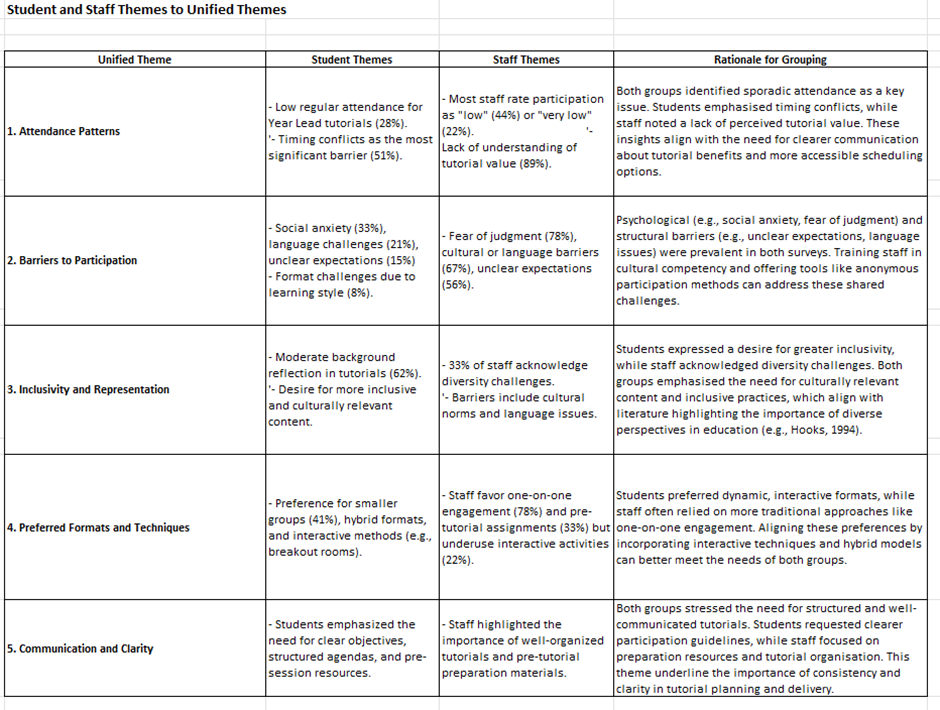 Student and Staff Themes to Unified Themes
Unified Theme
Student Themes
Staff Themes
Rationale for Grouping
1. Attendance Patterns
- Low regular attendance for
Year Lead tutorials (28%).
'- Timing conflicts as the most
significant barrier (51%).
- Most staff rate participation
as "low" (44%) or "very low"
(22%). '-
Lack of understanding of
tutorial value (89%).
Both groups identified sporadic attendance as a key
issue. Students emphasised timing conflicts, while
staff noted a lack of perceived tutorial value. These
insights align with the need for clearer communication
about tutorial benefits and more accessible scheduling
options.
2. Barriers to Participation
- Social anxiety (33%),
language challenges (21%),
unclear expectations (15%)
- Format challenges due to
learning style (8%).
- Fear of judgment (78%),
cultural or language barriers
(67%), unclear expectations
(56%).
Psychological (e.g., social anxiety, fear of judgment) and
structural barriers (e.g., unclear expectations, language
issues) were prevalent in both surveys. Training staff in
cultural competency and offering tools like anonymous
participation methods can address these shared
challenges.
3. Inclusivity and Representation
- Moderate background
reflection in tutorials (62%).
'- Desire for more inclusive
and culturally relevant
content.
- 33% of staff acknowledge
diversity challenges.
'- Barriers include cultural
norms and language issues.
Students expressed a desire for greater inclusivity,
while staff acknowledged diversity challenges. Both
groups emphasised the need for culturally relevant
content and inclusive practices, which align with
literature highlighting the importance of diverse
perspectives in education (e.g., Hooks, 1994).
4. Preferred Formats and Techniques
- Preference for smaller
groups (41%), hybrid formats,
and interactive methods (e.g.,
breakout rooms).
- Staff favor one-on-one
engagement (78%) and pre-
tutorial assignments (33%) but
underuse interactive activities
(22%).
Students preferred dynamic, interactive formats, while
staff often relied on more traditional approaches like
one-on-one engagement. Aligning these preferences by
incorporating interactive techniques and hybrid models
can better meet the needs of both groups.
5. Communication and Clarity
- Students emphasized the
need for clear objectives,
structured agendas, and pre-
session resources.
- Staff highlighted the
importance of well-organized
tutorials and pre-tutorial
preparation materials.
Both groups stressed the need for structured and well-
communicated tutorials. Students requested clearer
participation guidelines, while staff focused on
preparation resources and tutorial organisation. This
theme underline the importance of consistency and
clarity in tutorial planning and delivery.